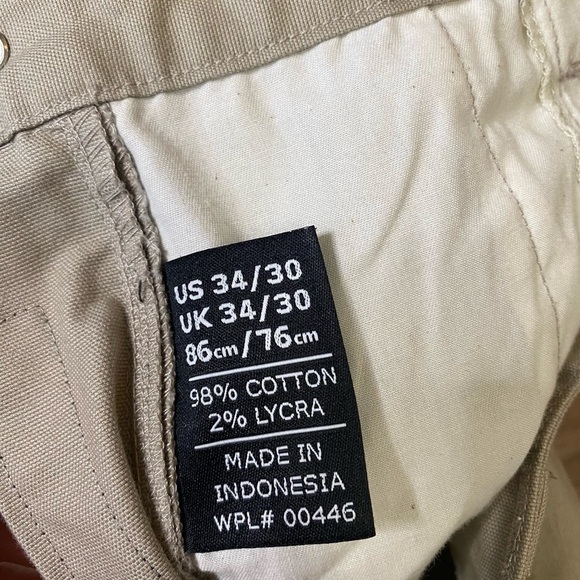 US 34/30
UK 34/30
86cm/76cm
98% COTTON
2% LYCRA
MADE IN
INDONESIA
WPL# 00446